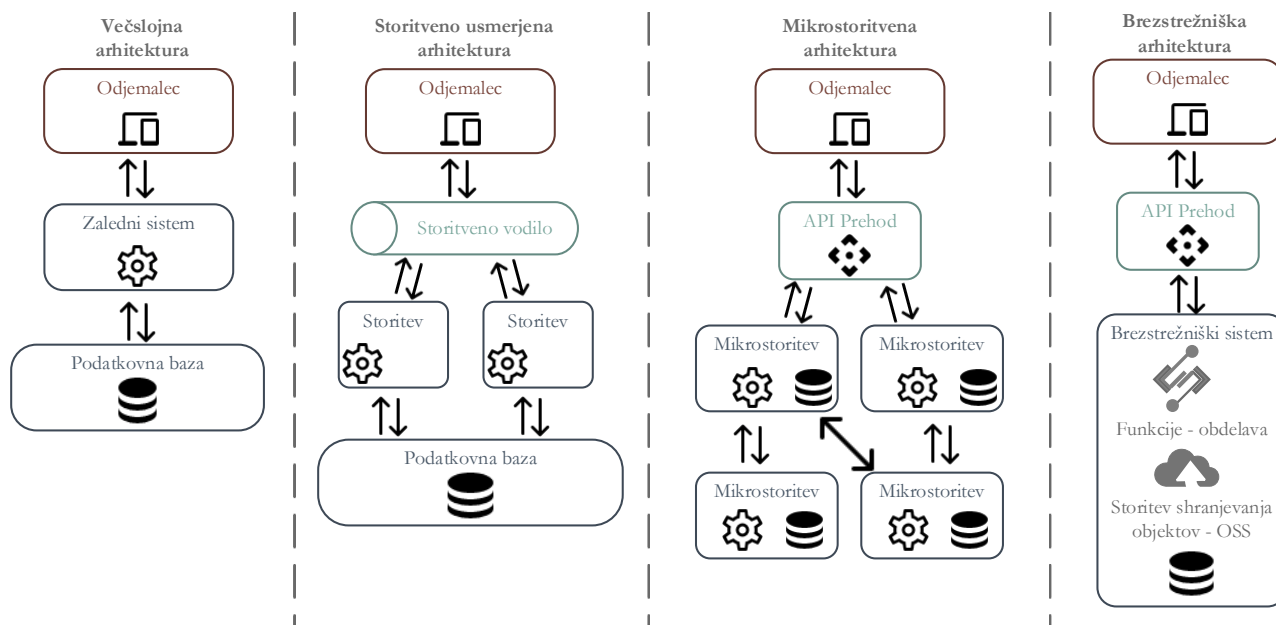 Večslojna
arhitektura
Odjemalec
Zaledni sistem
Podatkovna baza
Storitveno usmerjena
arhitektura
Odjemalec
Storitveno vodilo
Storitev
Storitev
Podatkovna baza
Mikrostoritvena
arhitektura
Odjemalec
API Prehod
Mikrostoritev
Mikrostoritev
Mikrostoritev
Mikrostoritev
Brezstrežniška
arhitektura
Odjemalec
API Prehod
Brezstrežniški sistem
Funkcije - obdelava
Storitev shranjevanja
objektov - OSS